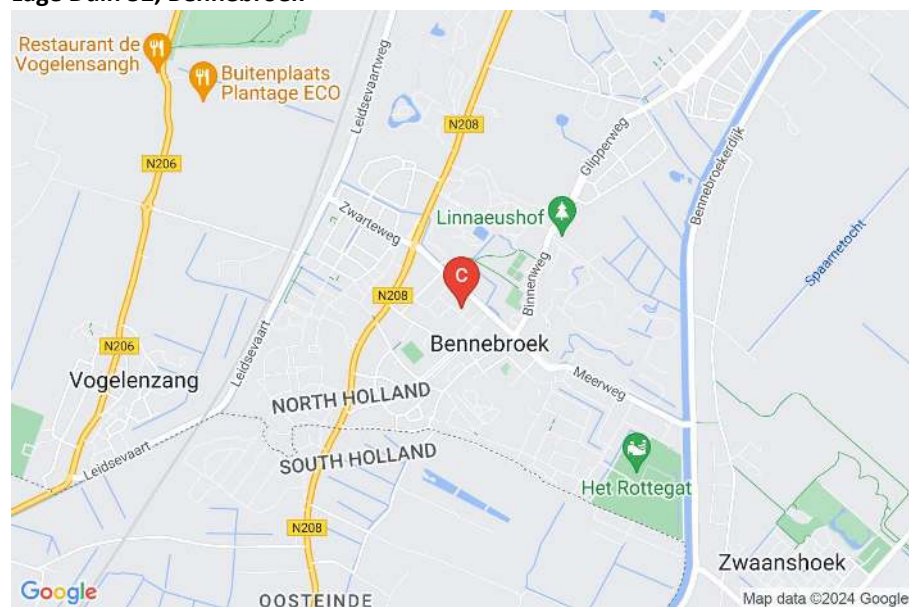 Restaurant de
Vogelensangh
Buitenplaats
Plantage ECO
Leidsevaartweg
N208
Glipperweg
Bennebroekerdijk
N206
Zwarteweg
Linnaeushof
Binnenweg
Spaarnetocht
C
N208
Bennebroek
N206
Leidsevaart
Vogelenzang
Meerweg
NORTH HOLLAND
SOUTH HOLLAND
Leidsevaart
Het Rottegat
N208
Zwaanshoek
Google
OOSTEINDE
Map data ©2024 Google